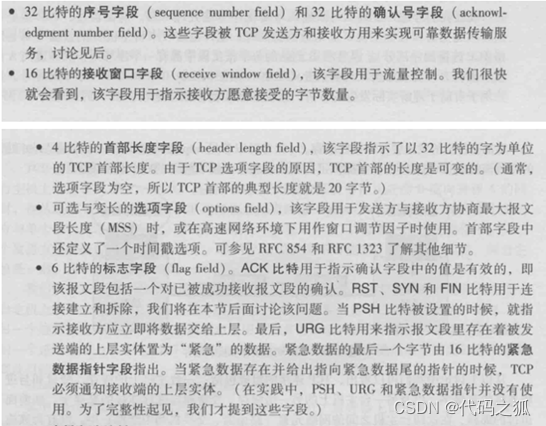 • 32 比特的序号字段（sequence number field）和 32 比特的确认号字段（acknowl-
edgment number field）。这些字段被 TCP 发送方和接收方用来实现可靠数据传输服
务，讨论见后。
• 16 比特的接收窗口字段（receive window field），该字段用于流量控制。我们很快
就会看到，该字段用于指示接收方愿意接受的字节数量。
• 4 比特的首部长度字段（header length field），该字段指示了以 32 比特的字为单位
的 TCP 首部长度。由于 TCP 选项字段的原因，TCP 首部的长度是可变的。（通常，
选项字段为空，所以 TCP 首部的典型长度就是 20 字节。）
• 可选与变长的选项字段（options field），该字段用于发送方与接收方协商最大报文
段长度（MSS）时，或在高速网络环境下用作窗口调节因子时使用。首部字段中
还定义了一个时间戳选项。可参见 RFC 854 和 RFC 1323 了解其他细节。
• 6 比特的标志字段（flag field）。ACK 比特用于指示确认字段中的值是有效的，即
该报文段包括一个对已被成功接收报文段的确认。RST、SYN 和 FIN 比特用于连
接建立和拆除，我们将在本节后面讨论该问题。当 PSH 比特被设置的时候，就指
示接收方应立即将数据交给上层。最后，URG 比特用来指示报文段里存在着被发
送端的上层实体置为“紧急”的数据。紧急数据的最后一个字节由 16 比特的紧急
数据指针字段指出。当紧急数据存在并给出指向紧急数据尾的指针的时候，TCP
必须通知接收端的上层实体。（在实践中，PSH、URG 和紧急数据指针并没有使
用。为了完整性起见，我们才提到这些字段。）
CSDN @代码之狐